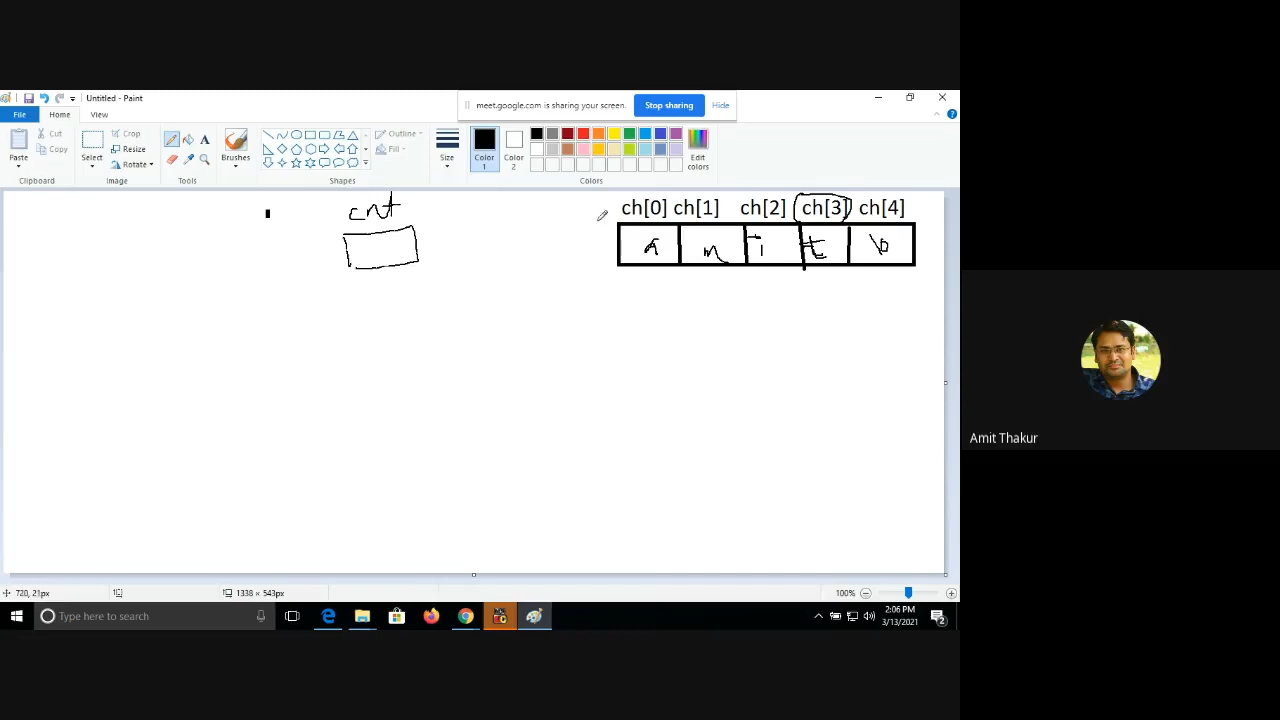 Untitled - Paint
meet.google.com is sharing your screen.
Stop sharing
Hide
File
Home
View
Paste
Cut
Copy
Clipboard
Select
Crop
Resize
Rotate
Image
Tools
Brushes
Shapes
Outline
Fill
Size
Color 1
Color 2
Edit colors
Colors
cnt
ch[0] ch[1] ch[2] ch[3] ch[4]
i t
Amit Thakur
720, 21px
1338 × 543px
100%
Type here to search
2:06 PM
3/13/2021
2